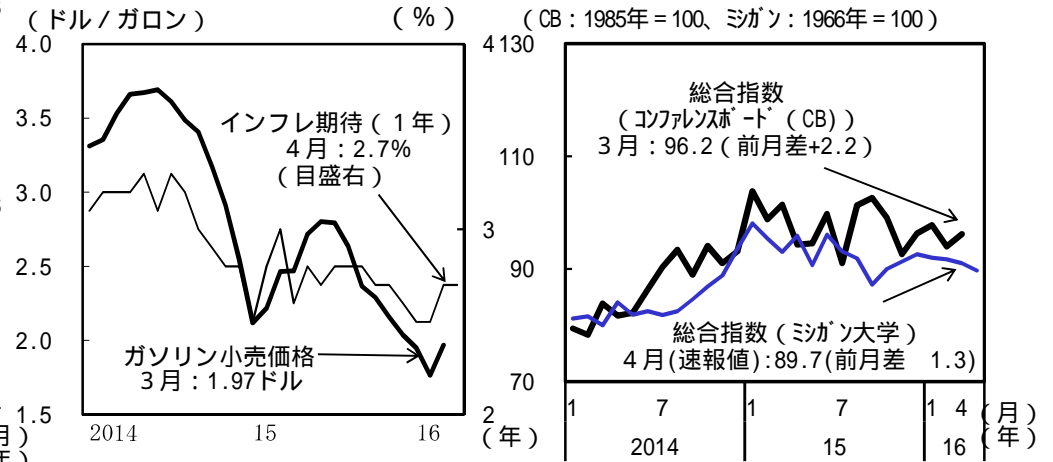 (ドル/ガロン)
(%)
4.0
3.5
3.0
2.5
2.0
1.5
4
3
2
インフレ期待(1年)
4月:2.7%
(目盛右)
ガソリン小売価格
3月:1.97ドル
2014
15
16
(年)
月)
年)
(CB:1985年=100、ミシガン:1966年=100)
130
110
90
70
総合指数
(コンファレンスボード(CB))
3月:96.2(前月差+2.2)
総合指数(ミシガン大学)
4月(速報値):89.7(前月差 1.3)
1
7
1
7
1
4
(月)
2014
15
16
(年)